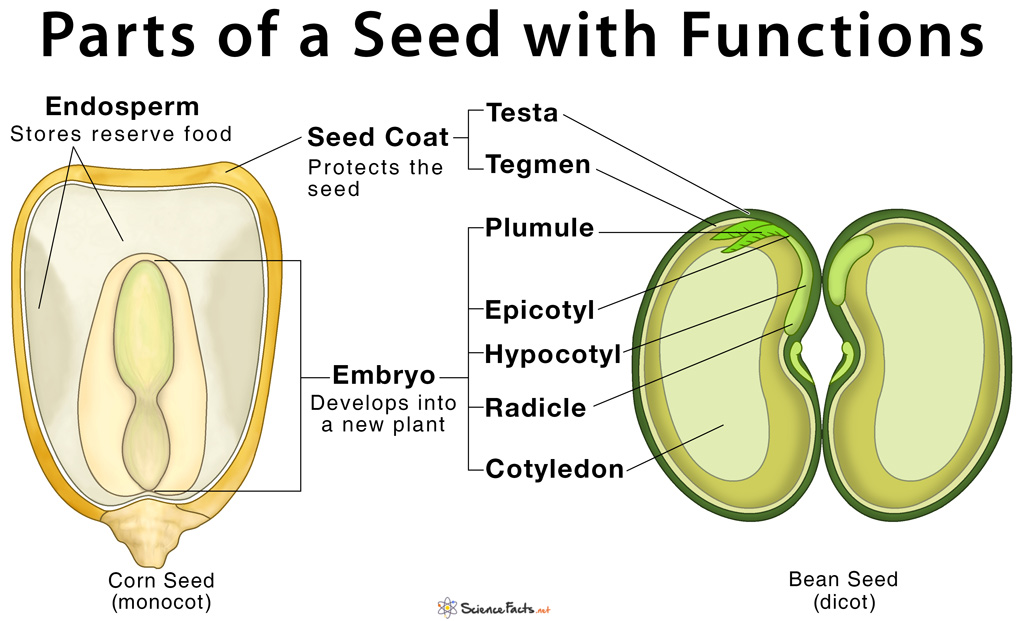 Parts of a Seed with Functions
Endosperm
Stores reserve food
Seed Coat
Protects the
seed
Testa
Tegmen
Plumule
Epicotyl
Hypocotyl
Embryo
Develops into
a new plant
Radicle
Cotyledon
Corn Seed
(monocot)
Bean Seed
(dicot)
ScienceFacts.net